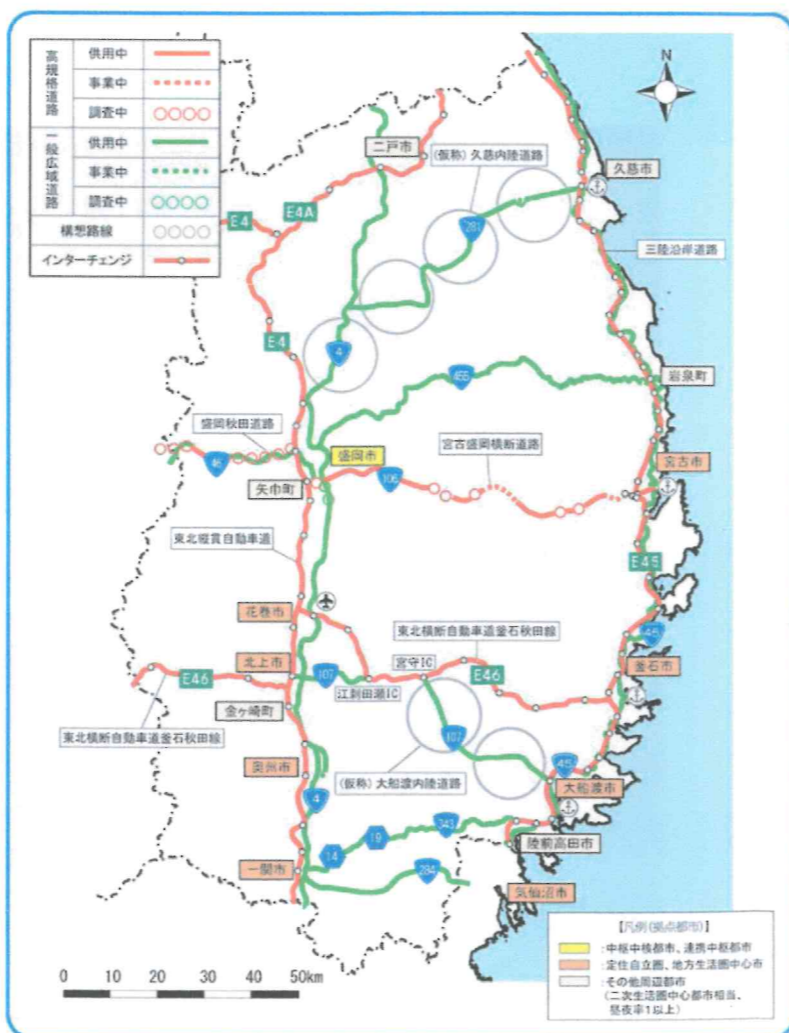 高規格道路
供用中
事業中
調査中
一般広域道路
供用中
事業中
調査中
構想路線
インターチェンジ
N
二戸市
(仮称)久慈内陸道路
久慈市
E4A
E4
281
三陸沿岸道路
E4
4
455
岩泉町
盛岡秋田道路
盛岡市
宮古盛岡横断道路
宮古市
46
106
矢巾町
東北縦貫自動車道
E45
花巻市
東北横断自動車道釜石秋田線
45
宮守IC
釜石市
北上市
E46
107
E46
江刺田瀬IC
金ヶ崎町
東北横断自動車道釜石秋田線
107
奥州市
(仮称)大船渡内陸道路
45
大船渡市
4
343
19
14
陸前高田市
一関市
284
気仙沼市
【凡例(拠点都市)】
:中枢中核都市、連携中枢都市
:定住自立圏、地方生活圏中心市
:その他周辺都市
(二次生活圏中心都市相当、
昼夜率1以上)
0 10 20 30 40 50km